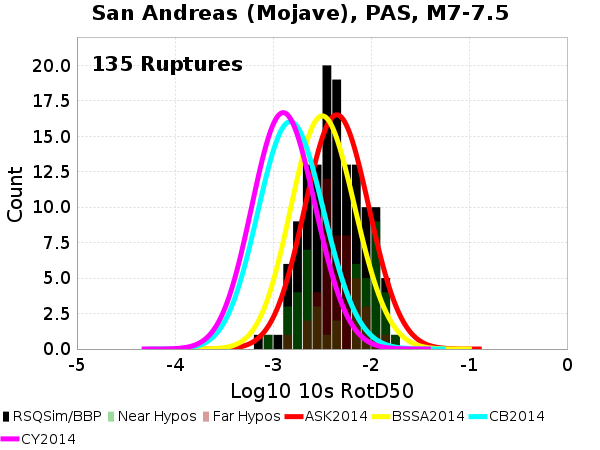 San Andreas (Mojave), PAS, M7-7.5
135 Ruptures
Count
20.0
17.5
15.0
12.5
10.0
7.5
5.0
2.5
0.0
-5 -4 -3 -2 -1 0
Log10 10s RotD50
RSQSim/BBP Near Hypos Far Hypos ASK2014 BSSA2014 CB2014
CY2014